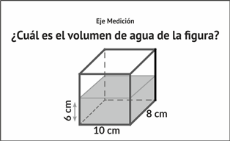 Eje Medición
¿Cuál es el volumen de agua de la figura?
6 cm
8 cm
10 cm